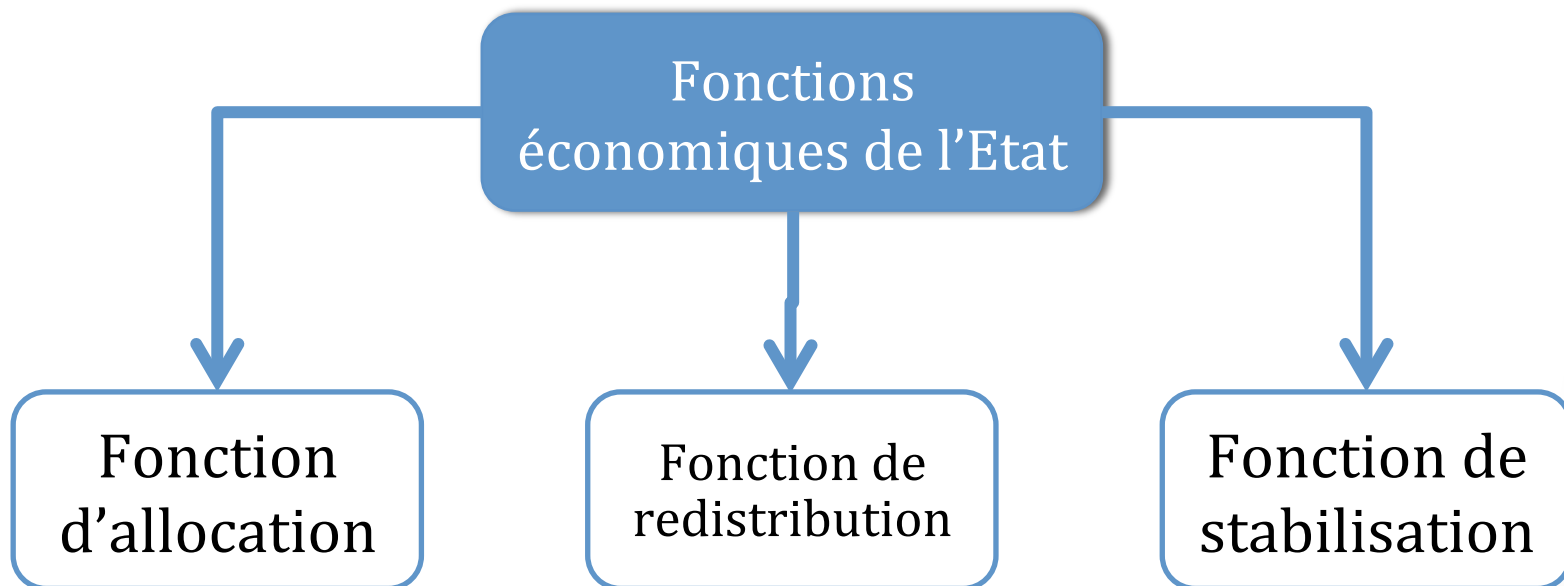 Fonctions
économiques de l’Etat
Fonction
d’allocation
Fonction de
redistribution
Fonction de
stabilisation